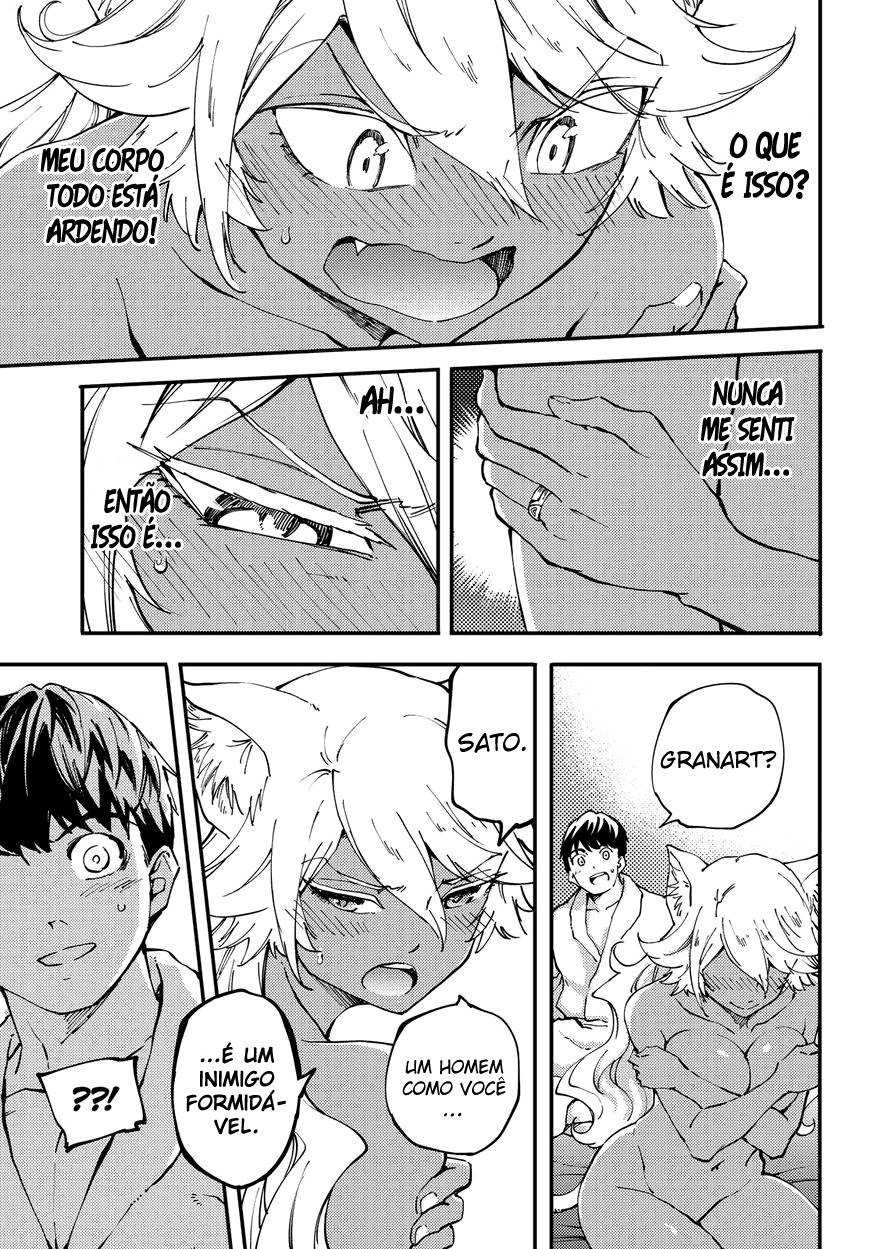 O QUE
É ISSO?
MEU CORPO
TODO ESTÁ
ARDENDO!
NUNCA
ME SENTI
ASSIM...
AH...
ENTÃO
ISSO É...
GRANART?
SATO.
UM HOMEM
COMO VOCÊ
...
...É UM
INIMIGO
FORMIDÁ-
VEL.
??!